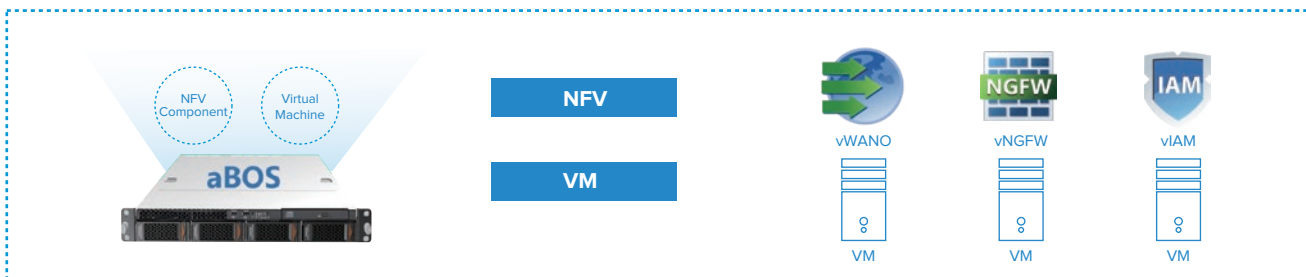 NFV
Component
Virtual
Machine
aBOS
NFV
VM
NGFW
IAM
vWANO
vNGFW
vIAM
VM
VM
VM